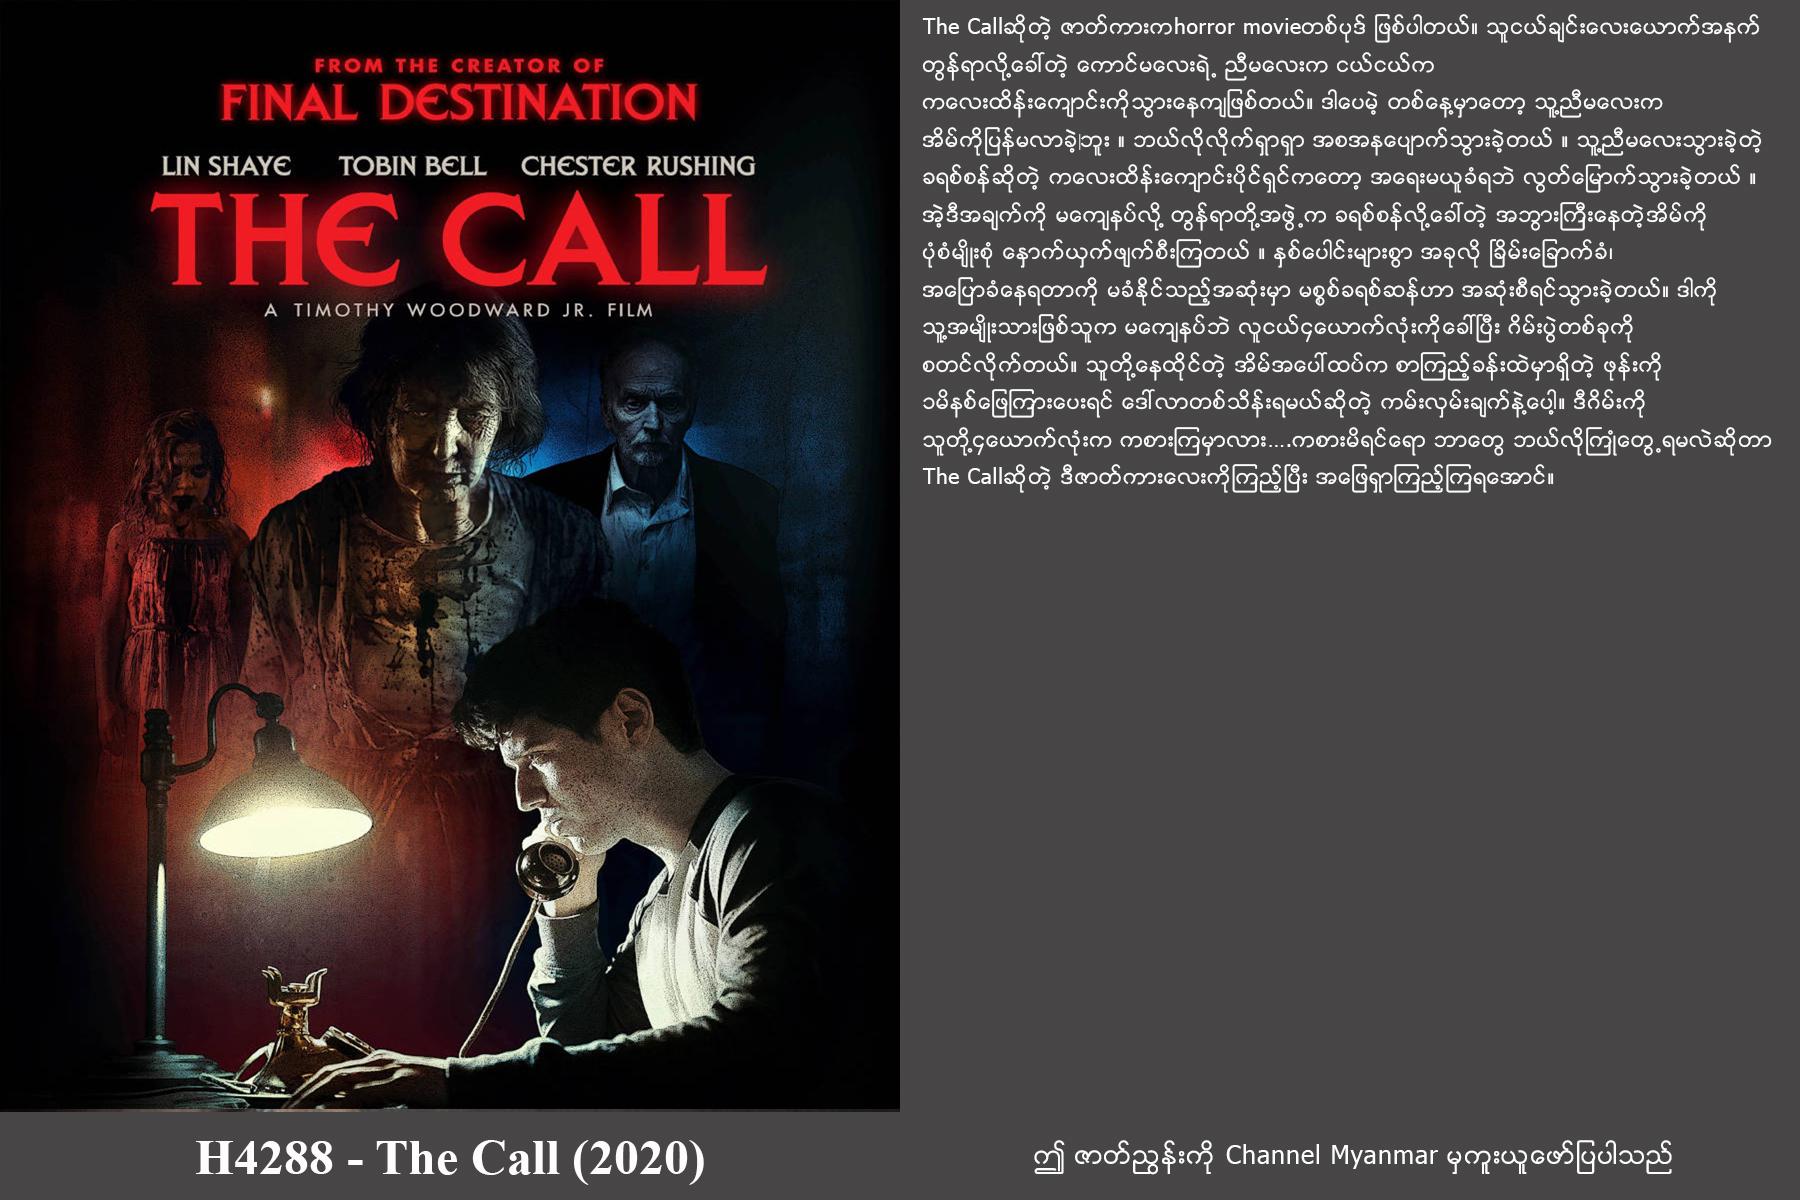 FROM THE CREATOR OF
FINAL DESTINATION
LIN SHAYE TOBIN BELL CHESTER RUSHING
THE CALL
A TIMOTHY WOODWARD JR. FILM
H4288 - The Call (2020)
The Callဆိုတဲ့ ဇာတ်ကားကhorror movieတစ်ပုဒ် ဖြစ်ပါတယ်။ သူငယ်ချင်းလေးယောက်အနက်
တွန်ရာလို့ခေါ်တဲ့ ကောင်မလေးရဲ့ ညီမလေးက ငယ်ငယ်က
ကလေးထိန်းကျောင်းကိုသွားနေကျဖြစ်တယ်။ ဒါပေမဲ့ တစ်နေ့မှာတော့ သူ့ညီမလေးက
အိမ်ကိုပြန်မလာခဲ့ဘူး ။ ဘယ်လိုလိုက်ရှာရှာ အစအနပျောက်သွားခဲ့တယ် ။ သူ့ညီမလေးသွားခဲ့တဲ့
ခရစ်စန်ဆိုတဲ့ ကလေးထိန်းကျောင်းပိုင်ရှင်ကတော့ အရေးမယူခံရဘဲ လွတ်မြောက်သွားခဲ့တယ် ။
အဲ့ဒီအချက်ကို မကျေနပ်လို့ တွန်ရာတို့အဖွဲ့က ခရစ်စန်လို့ခေါ်တဲ့ အဘွားကြီးနေတဲ့အိမ်ကို
ပုံစံမျိုးစုံ နှောက်ယှက်ဖျက်စီးကြတယ် ။ နှစ်ပေါင်းများစွာ အခုလို ခြိမ်းခြောက်ခံ၊
အပြောခံနေရတာကို မခံနိုင်သည့်အဆုံးမှာ မစ္စစ်ခရစ်ဆန်ဟာ အဆုံးစီရင်သွားခဲ့တယ်။ ဒါကို
သူ့အမျိုးသားဖြစ်သူက မကျေနပ်ဘဲ လူငယ်၄ယောက်လုံးကိုခေါ်ပြီး ဂိမ်းပွဲတစ်ခုကို
စတင်လိုက်တယ်။ သူတို့နေထိုင်တဲ့ အိမ်အပေါ်ထပ်က စာကြည့်ခန်းထဲမှာရှိတဲ့ ဖုန်းကို
၁မိနစ်ဖြေကြားပေးရင် ဒေါ်လာတစ်သိန်းရမယ်ဆိုတဲ့ ကမ်းလှမ်းချက်နဲ့ပေါ့။ ဒီဂိမ်းကို
သူတို့၄ယောက်လုံးက ကစားကြမှာလား....ကစားမိရင်ရော ဘာတွေ ဘယ်လိုကြုံတွေ့ရမလဲဆိုတာ
The Callဆိုတဲ့ ဒီဇာတ်ကားလေးကိုကြည့်ပြီး အဖြေရှာကြည့်ကြရအောင်။
ဤ ဇာတ်ညွှန်းကို Channel Myanmar မှကူးယူဖော်ပြပါသည်